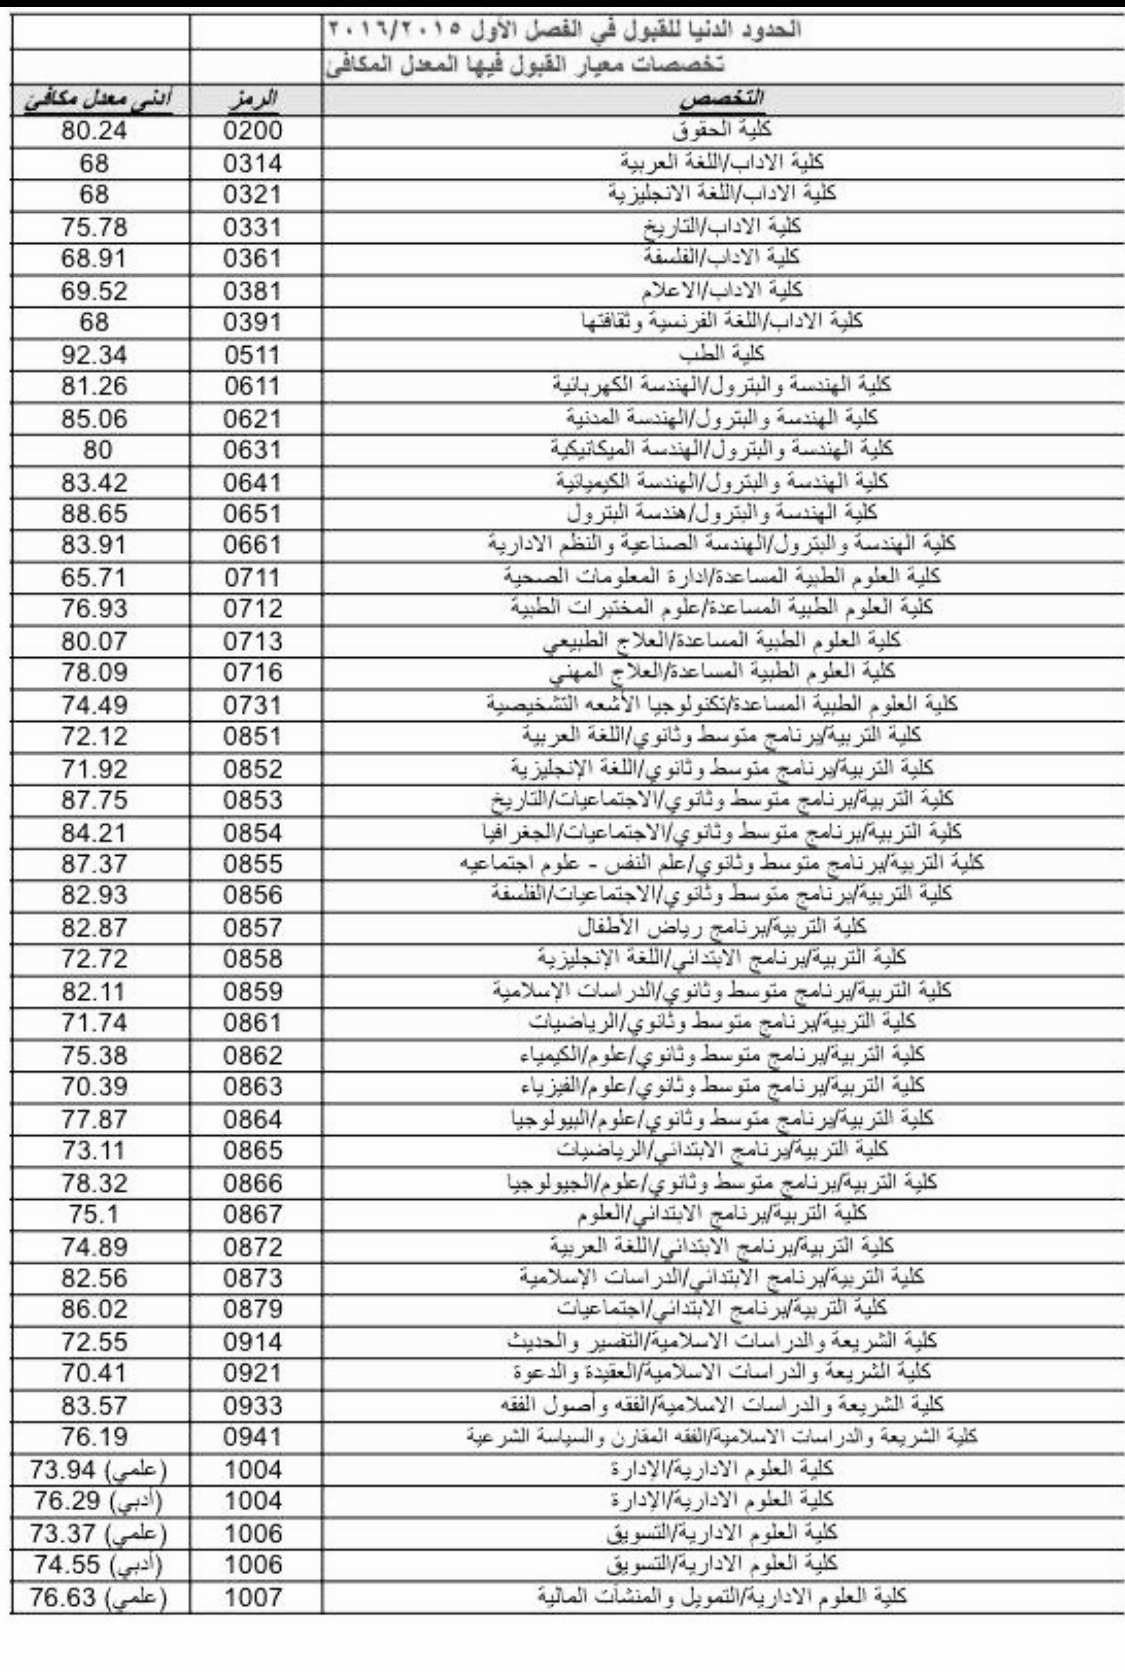 الحدود الدنيا للقبول في الفصل الأول ٢٠١٦/٢٠١٥
تخصصات معيار القبول فيها المعدل المكافئ
التخصص الرمز أدنى معدل مكافئ
كلية الحقوق 0200 80.24
كلية الاداب/اللغة العربية 0314 68
كلية الاداب/اللغة الانجليزية 0321 68
كلية الاداب/التاريخ 0331 75.78
كلية الاداب/الفلسفة 0361 68.91
كلية الاداب/الاعلام 0381 69.52
كلية الاداب/اللغة الفرنسية وثقافتها 0391 68
كلية الطب 0511 92.34
كلية الهندسة والبترول/الهندسة الكهربائية 0611 81.26
كلية الهندسة والبترول/الهندسة المدنية 0621 85.06
كلية الهندسة والبترول/الهندسة الميكانيكية 0631 80
كلية الهندسة والبترول/الهندسة الكيميائية 0641 83.42
كلية الهندسة والبترول/هندسة البترول 0651 88.65
كلية الهندسة والبترول/الهندسة الصناعية والنظم الادارية 0661 83.91
كلية العلوم الطبية المساعدة/ادارة المعلومات الصحية 0711 65.71
كلية العلوم الطبية المساعدة/علوم المختبرات الطبية 0712 76.93
كلية العلوم الطبية المساعدة/العلاج الطبيعي 0713 80.07
كلية العلوم الطبية المساعدة/العلاج المهني 0716 78.09
كلية العلوم الطبية المساعدة/تكنولوجيا الأشعه التشخيصية 0731 74.49
كلية التربية/برنامج متوسط وثانوي/اللغة العربية 0851 72.12
كلية التربية/برنامج متوسط وثانوي/اللغة الإنجليزية 0852 71.92
كلية التربية/برنامج متوسط وثانوي/الاجتماعيات/التاريخ 0853 87.75
كلية التربية/برنامج متوسط وثانوي/الاجتماعيات/الجغرافيا 0854 84.21
كلية التربية/برنامج متوسط وثانوي/علم النفس - علوم اجتماعيه 0855 87.37
كلية التربية/برنامج متوسط وثانوي/الاجتماعيات/الفلسفة 0856 82.93
كلية التربية/برنامج رياض الأطفال 0857 82.87
كلية التربية/برنامج الابتدائي/اللغة الإنجليزية 0858 72.72
كلية التربية/برنامج متوسط وثانوي/الدراسات الإسلامية 0859 82.11
كلية التربية/برنامج متوسط وثانوي/الرياضيات 0861 71.74
كلية التربية/برنامج متوسط وثانوي/علوم/الكيمياء 0862 75.38
كلية التربية/برنامج متوسط وثانوي/علوم/الفيزياء 0863 70.39
كلية التربية/برنامج متوسط وثانوي/علوم/البيولوجيا 0864 77.87
كلية التربية/برنامج الابتدائي/الرياضيات 0865 73.11
كلية التربية/برنامج متوسط وثانوي/علوم/الجيولوجيا 0866 78.32
كلية التربية/برنامج الابتدائي/العلوم 0867 75.1
كلية التربية/برنامج الابتدائي/اللغة العربية 0872 74.89
كلية التربية/برنامج الابتدائي/الدراسات الإسلامية 0873 82.56
كلية التربية/برنامج الابتدائي/اجتماعيات 0879 86.02
كلية الشريعة والدراسات الاسلامية/التفسير والحديث 0914 72.55
كلية الشريعة والدراسات الاسلامية/العقيدة والدعوة 0921 70.41
كلية الشريعة والدراسات الاسلامية/الفقه وأصول الفقه 0933 83.57
كلية الشريعة والدراسات الاسلامية/الفقه المقارن والسياسة الشرعية 0941 76.19
كلية العلوم الادارية/الإدارة 1004 73.94 (علمي)
كلية العلوم الادارية/الإدارة 1004 76.29 (أدبي)
كلية العلوم الادارية/التسويق 1006 73.37 (علمي)
كلية العلوم الادارية/التسويق 1006 74.55 (أدبي)
كلية العلوم الادارية/التمويل والمنشآت المالية 1007 76.63 (علمي)